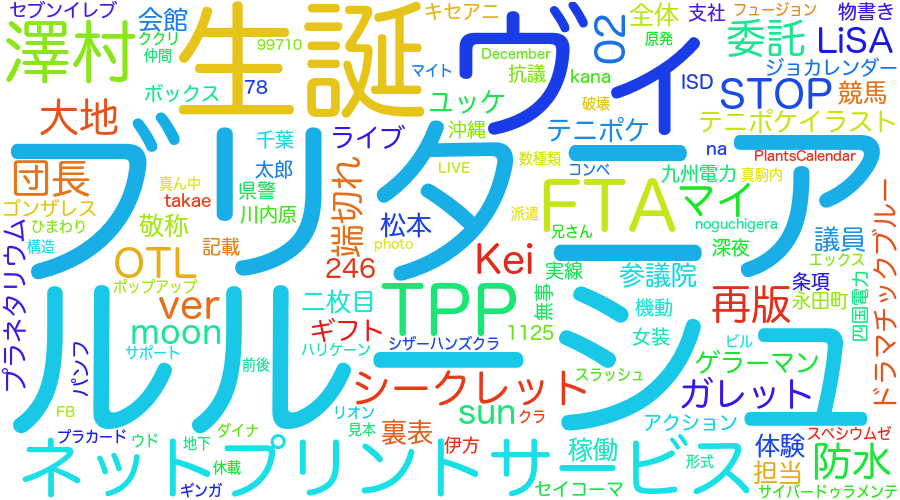 セブンイレブ
会館
キセアニ
全体
支社
フュージョン
物書き
澤村
ククリ
仲間
99710
生誕
ヴィ
02
原発
委託
LiSA
December
抗議
マイト
kana
ISD
ジョカレンダー
ボックス
78
ユッケ
破壊
STOP
競馬
大地
千葉
ライブ
沖縄
テニポケ
テニポケイラスト
ブリタニア
数種類
na
PlantsCalendar
団長
太郎
LIVE
コンベ
九州電力
真駒内
真ん中
県警
端切れ
FTA
マイ
ゴンザレス
takae
川内原
派遣
noguchigera
ひまわり
敬称
松本
兄さん
深夜
議員
構造
記載
photo
エックス
プラネタリウム
OTL
246
Kei
実線
参議院
条項
ポップアップ
ver
二枚目
TPP
無事
機動
再版
永田町
四国電力
ドラマチックブルー
moon
ギフト
1125
女装
サポート
ハリケーン
シザーハンズクラ
ビル
パンフ
前後
ゲラーマン
ルルーシュ
シークレット
スラッシュ
ガレット
FB
リオン
sun
クラ
アクション
プラカード
ウド
ダイナ
見本
裏表
伊方
稼働
体験
スペシウムゼ
地下
ネットプリントサービス
形式
担当
防水
ギンガ
休載
セイコーマ
サイバードゥラメンテ